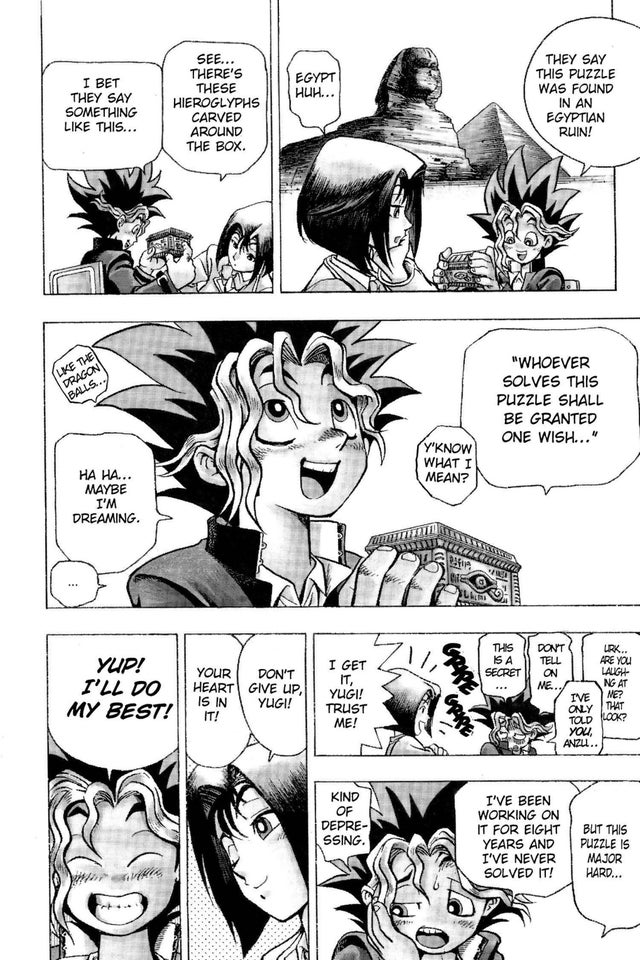 THEY SAY
THIS PUZZLE
WAS FOUND
IN AN
EGYPTIAN
RUIN!
EGYPT
HUH...
SEE...
THERE'S
THESE
HIEROGLYPHS
CARVED
AROUND
THE BOX.
I BET
THEY SAY
SOMETHING
LIKE THIS...
"WHOEVER
SOLVES THIS
PUZZLE SHALL
BE GRANTED
ONE WISH..."
Y'KNOW
WHAT I
MEAN?
LIKE THE
DRAGON
BALLS...
HA HA...
MAYBE
I'M
DREAMING.
...
URK...
ARE YOU
LAUGH-
ING AT
ME?
THAT
LOOK?
DON'T
TELL
ON
ME...
I'VE
ONLY
TOLD
YOU,
ANZU...
THIS
IS A
SECRET
...
GRRR
GRRR
I GET
IT,
YUGI!
TRUST
ME!
BUT THIS
PUZZLE IS
MAJOR
HARD...
I'VE BEEN
WORKING ON
IT FOR EIGHT
YEARS AND
I'VE NEVER
SOLVED IT!
KIND
OF
DEPRE-
SSING.
DON'T
GIVE UP,
YUGI!
YOUR
HEART
IS IN
IT!
YUP!
I'LL DO
MY BEST!